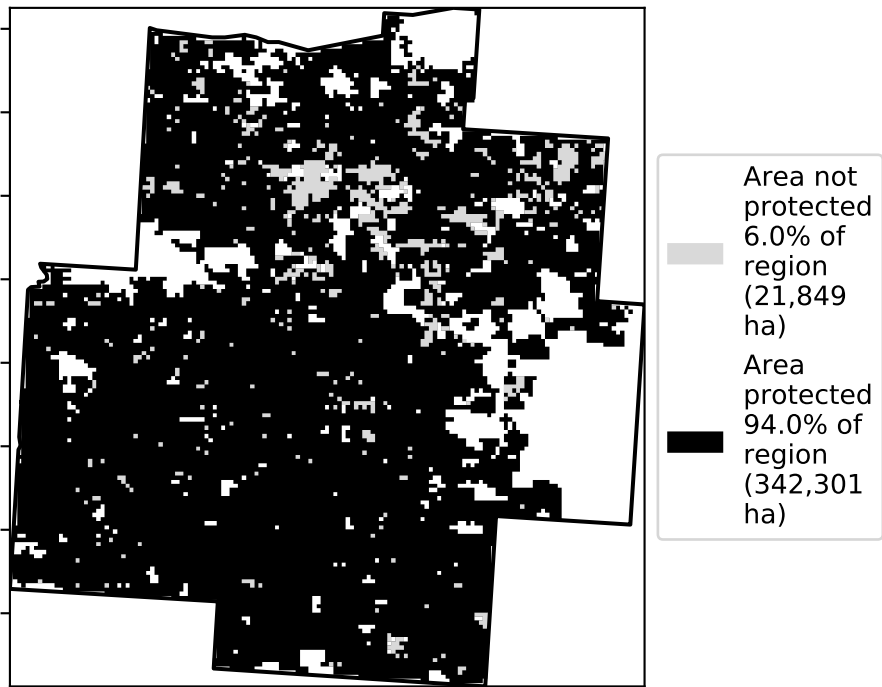 Area not
protected
6.0% of
region
(21,849
ha)
Area
protected
94.0% of
region
(342,301
ha)